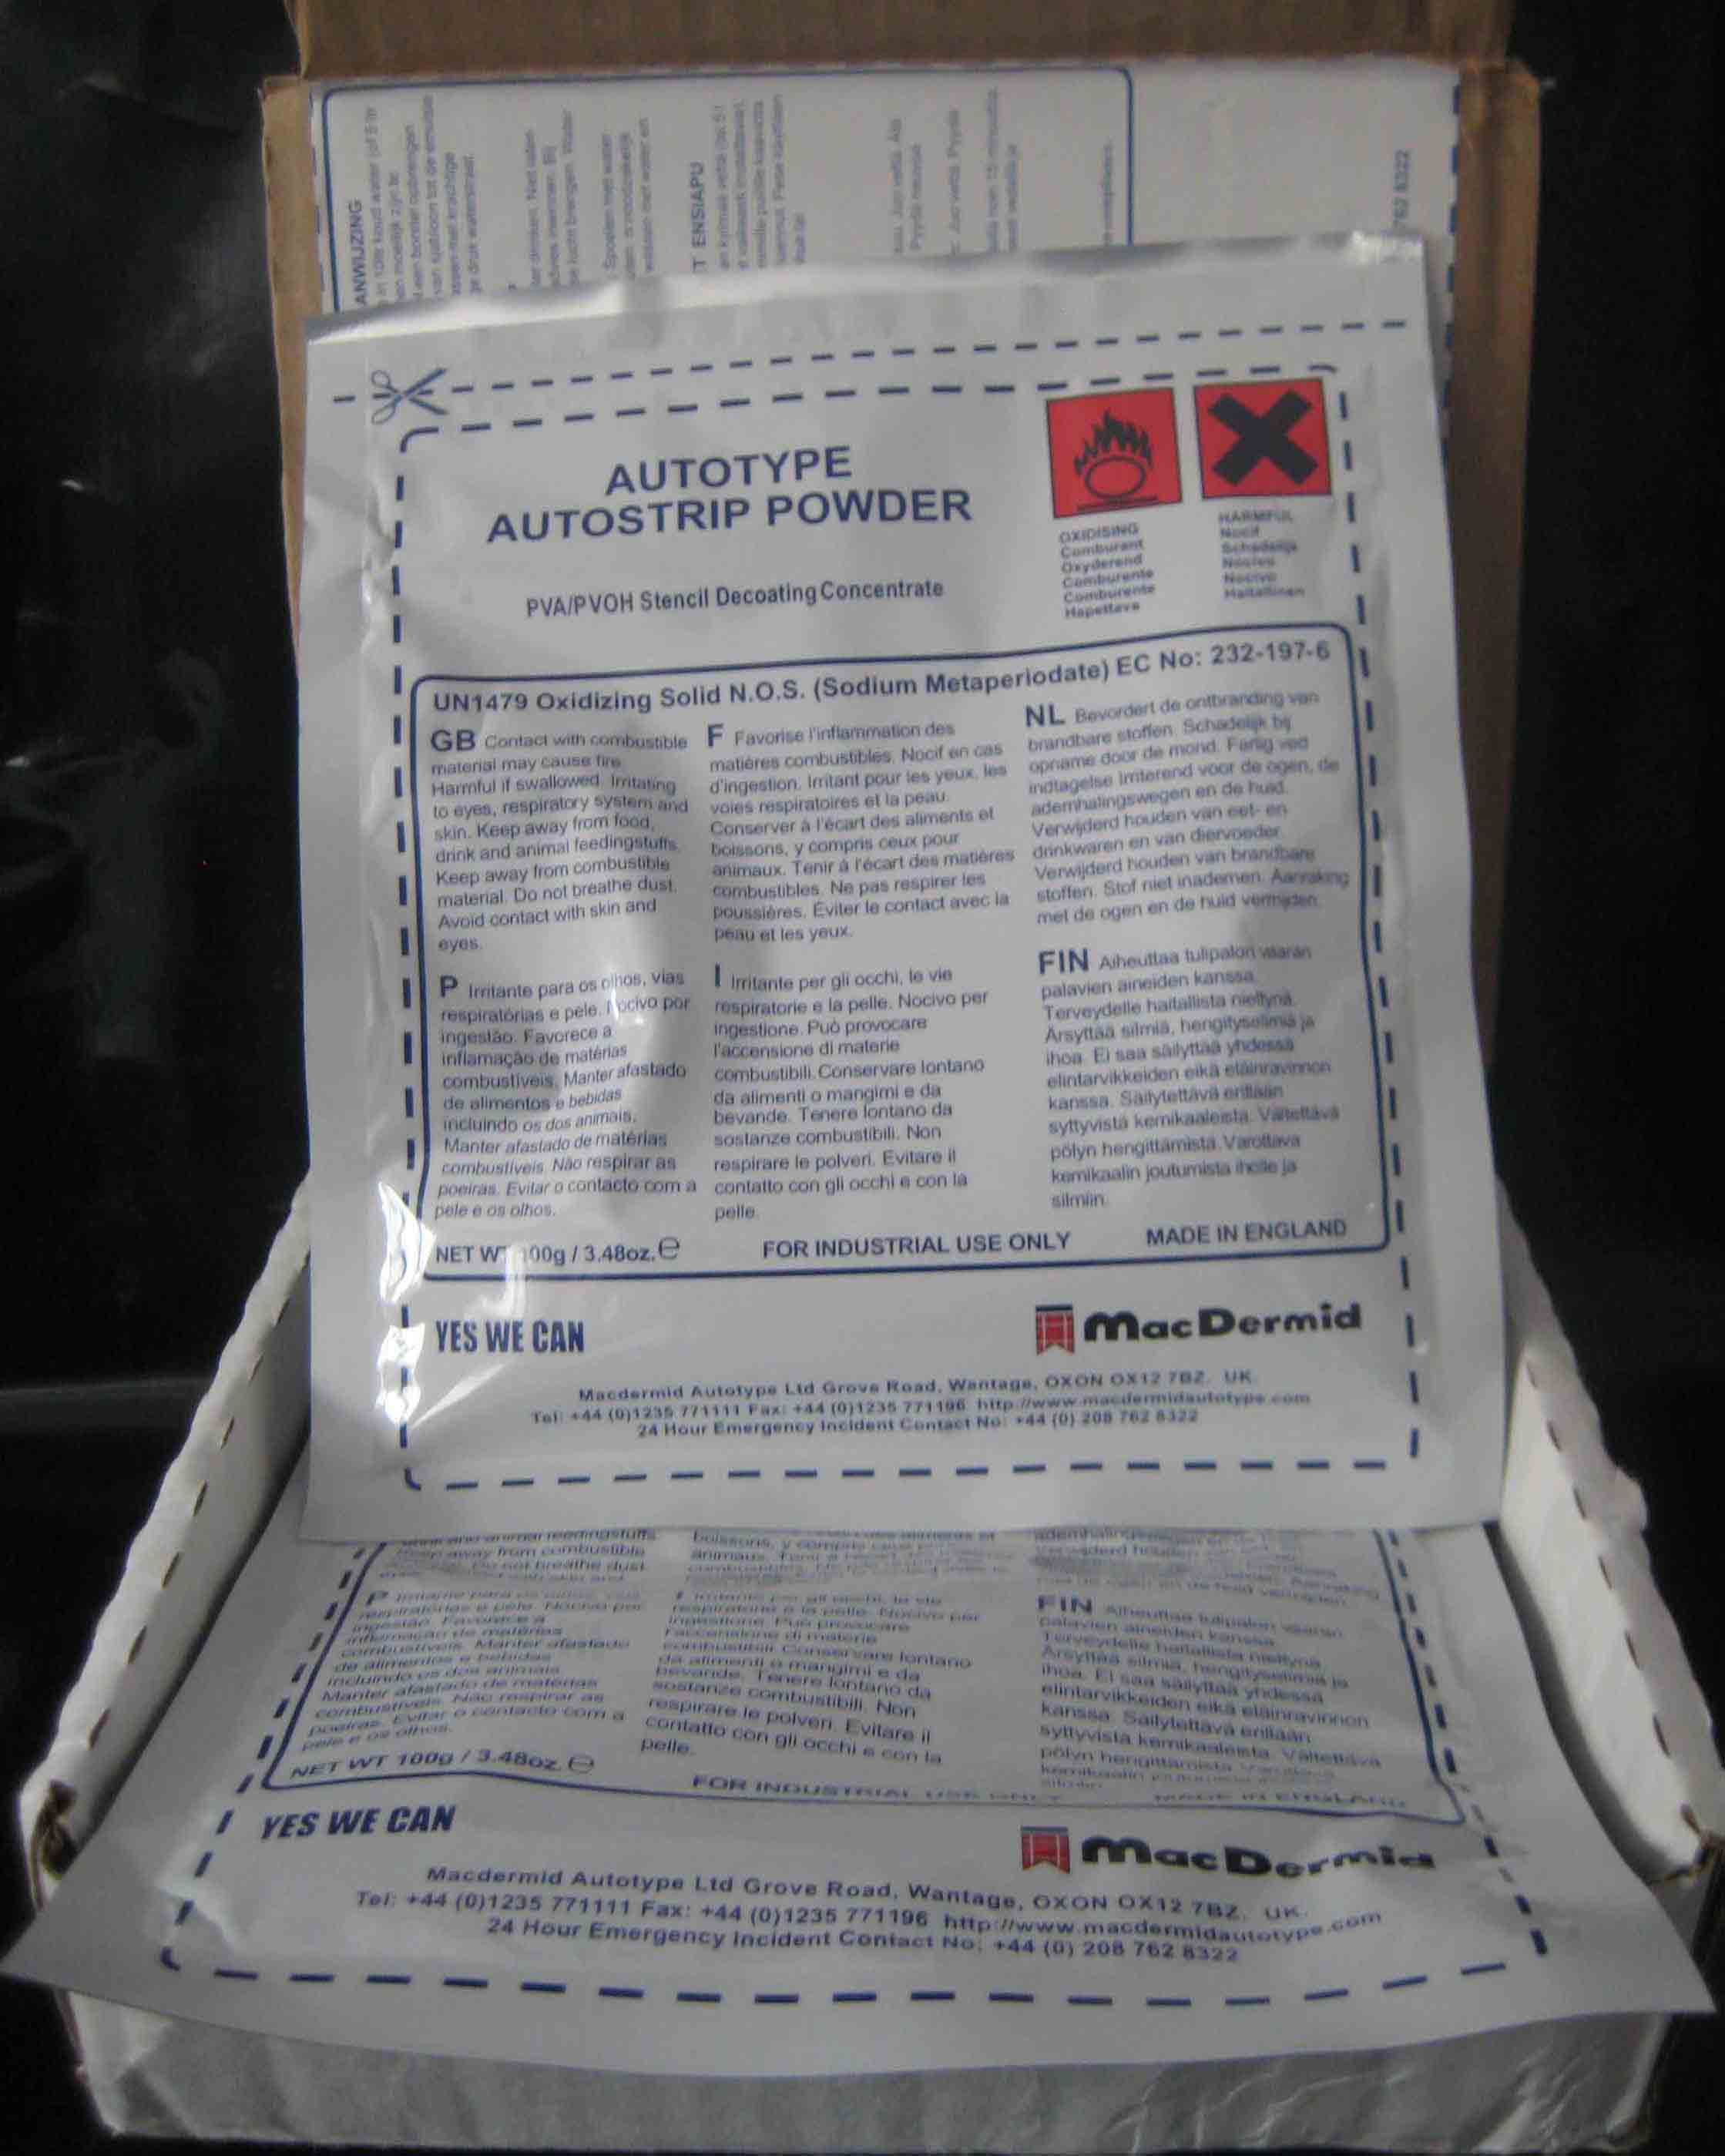 ANWIJZING
T ENSIAPU
762 8322
AUTOTYPE
AUTOSTRIP POWDER
PVA/PVOH Stencil Decoating Concentrate
OXIDISING
Comburant
Oxyderend
Comburente
Comburente
Hapettava
HARMFUL
Nocif
Schadelijk
Nocivo
Nocivo
Haitallinen
UN1479 Oxidizing Solid N.O.S. (Sodium Metaperiodate) EC No: 232-197-6
GB Contact with combustible
material may cause fire.
Harmful if swallowed. Irritating
to eyes, respiratory system and
skin. Keep away from food,
drink and animal feedingstuffs.
Keep away from combustible
material. Do not breathe dust.
Avoid contact with skin and
eyes.
F Favorise l'inflammation des
matières combustibles. Nocif en cas
d'ingestion. Irritant pour les yeux, les
voies respiratoires et la peau.
Conserver à l'écart des aliments et
boissons, y compris ceux pour
animaux. Tenir à l'écart des matières
combustibles. Ne pas respirer les
poussières. Éviter le contact avec la
peau et les yeux.
NL Bevordert de ontbranding van
brandbare stoffen. Schadelijk bij
opname door de mond. Farlig ved
indtagelse Irriterend voor de ogen, de
ademhalingswegen en de huid.
Verwijderd houden van eet- en
drinkwaren en van diervoeder.
Verwijderd houden van brandbare
stoffen. Stof niet inademen. Aanraking
met de ogen en de huid vermijden.
P Irritante para os olhos, vias
respiratórias e pele. Nocivo por
ingestão. Favorece a
inflamação de matérias
combustíveis. Manter afastado
de alimentos e bebidas
incluindo os dos animais.
Manter afastado de matérias
combustíveis. Não respirar as
poeiras. Evitar o contacto com a
pele e os olhos.
I Irritante per gli occhi, le vie
respiratorie e la pelle. Nocivo per
ingestione. Può provocare
l'accensione di materie
combustibili. Conservare lontano
da alimenti o mangimi e da
bevande. Tenere lontano da
sostanze combustibili. Non
respirare le polveri. Evitare il
contatto con gli occhi e con la
pelle.
FIN Aiheuttaa tulipalon vaaran
palavien aineiden kanssa.
Terveydelle haitallista nieltynä.
Ärsyttää silmiä, hengityselimiä ja
ihoa. Ei saa säilyttää yhdessä
elintarvikkeiden eikä eläinravinnon
kanssa. Säilytettävä erillään
syttyvistä kemikaaleista. Vältettävä
pölyn hengittämistä. Varottava
kemikaalin joutumista iholle ja
silmiin.
NET WT 00g / 3.48oz. e
FOR INDUSTRIAL USE ONLY
MADE IN ENGLAND
YES WE CAN
MacDermid
Macdermid Autotype Ltd Grove Road, Wantage, OXON OX12 7BZ. UK.
Tel: +44 (0)1235 771111 Fax: +44 (0)1235 771196 http://www.macdermidautotype.com
24 Hour Emergency Incident Contact No: +44 (0) 208 762 8322
Keep away from combustible
P
respiratórias e pele. Nocivo por
ingestão. Favorece a
inflamação de matérias
combustíveis. Manter afastado
de alimentos e bebidas
incluindo os dos animais.
Manter afastado de matérias
combustíveis. Não respirar as
poeiras. Evitar o contacto com a
pele e os olhos.
respiratorie e la pelle. Nocivo per
ingestione. Può provocare
l'accensione di materie
combustibili. Conservare lontano
da alimenti o mangimi e da
bevande. Tenere lontano da
sostanze combustibili. Non
respirare le polveri. Evitare il
contatto con gli occhi e con la
pelle.
FIN Aiheuttaa tulipalon vaaran
palavien aineiden kanssa.
Terveydelle haitallista nieltynä.
Ärsyttää silmiä, hengityselimiä ja
ihoa. Ei saa säilyttää yhdessä
elintarvikkeiden eikä eläinravinnon
kanssa. Säilytettävä erillään
syttyvistä kemikaaleista. Vältettävä
pölyn hengittämistä.
NET WT 100g / 3.48oz. e
FOR INDUSTRIAL USE ONLY
MADE IN ENGLAND
YES WE CAN
MacDermid
Macdermid Autotype Ltd Grove Road, Wantage, OXON OX12 7BZ. UK.
Tel: +44 (0)1235 771111 Fax: +44 (0)1235 771196 http://www.macdermidautotype.com
24 Hour Emergency Incident Contact No: +44 (0) 208 762 8322